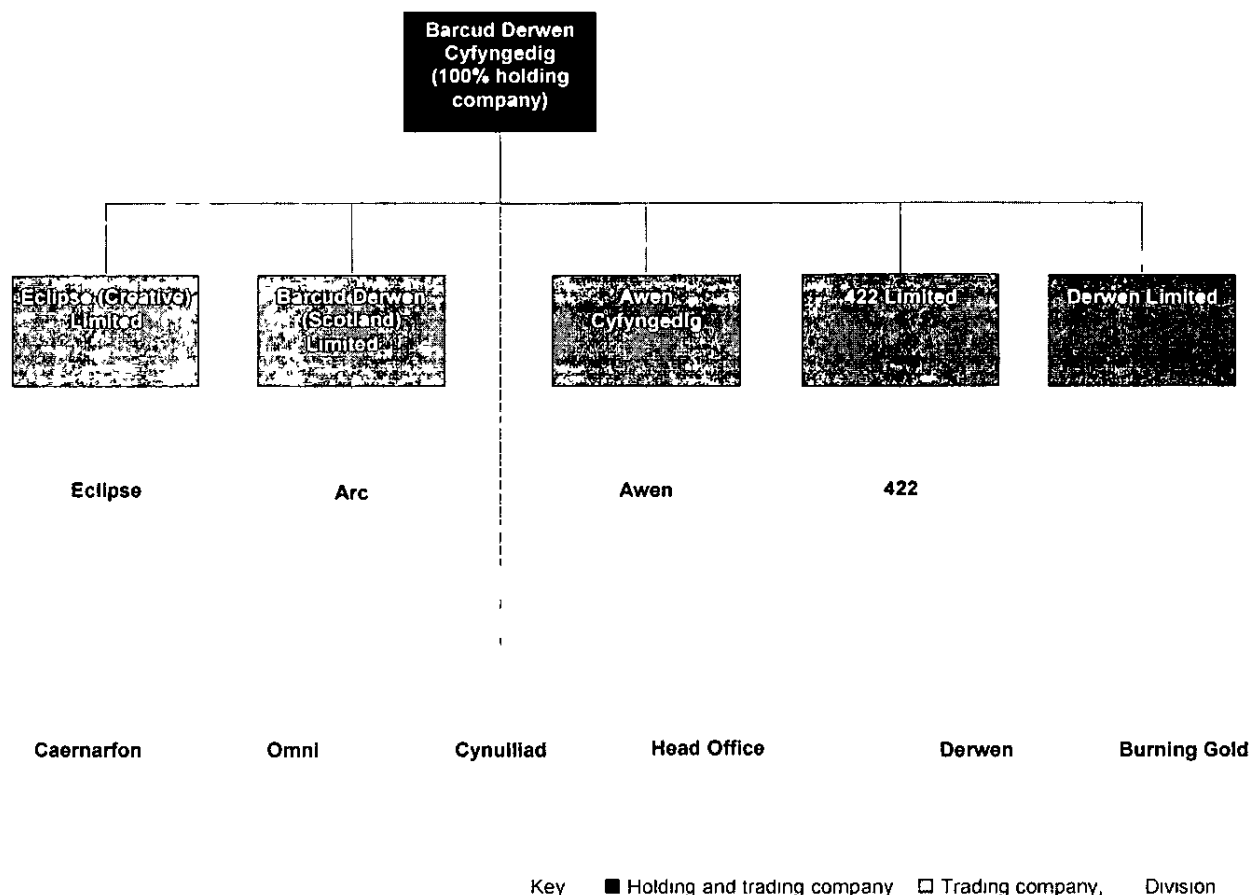 Barcud Derwen
Cyfyngedig
(100% holding
company)
Eclipse (Creative)
Limited
Barcud Derwen
(Scotland)
Limited
Awen
Cyfyngedig
422 Limited
Derwen Limited
Eclipse
Arc
Awen
422
Caernarfon
Omni
Cynulliad
Head Office
Derwen
Burning Gold
Key
Holding and trading company
Trading company,
Division